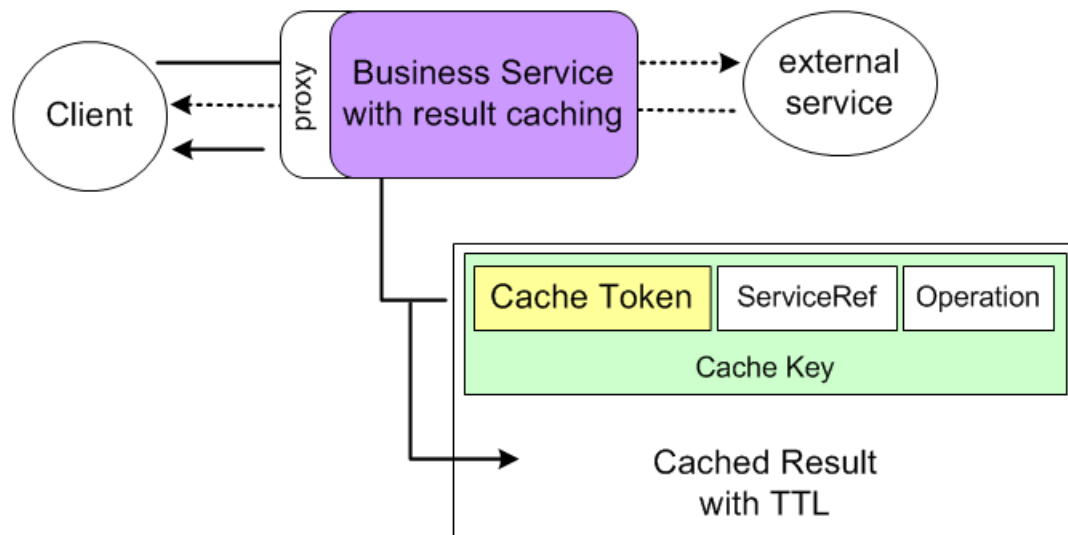 Client
proxy
Business Service
with result caching
external
service
Cache Token
ServiceRef
Operation
Cache Key
Cached Result
with TTL